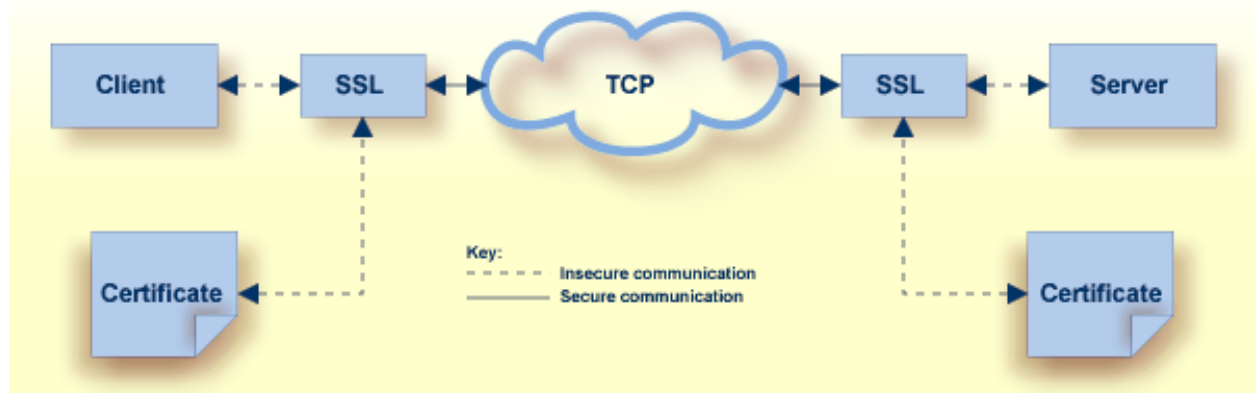 Client
SSL
TCP
SSL
Server
Certificate
Key:
Insecure communication
Secure communication
Certificate